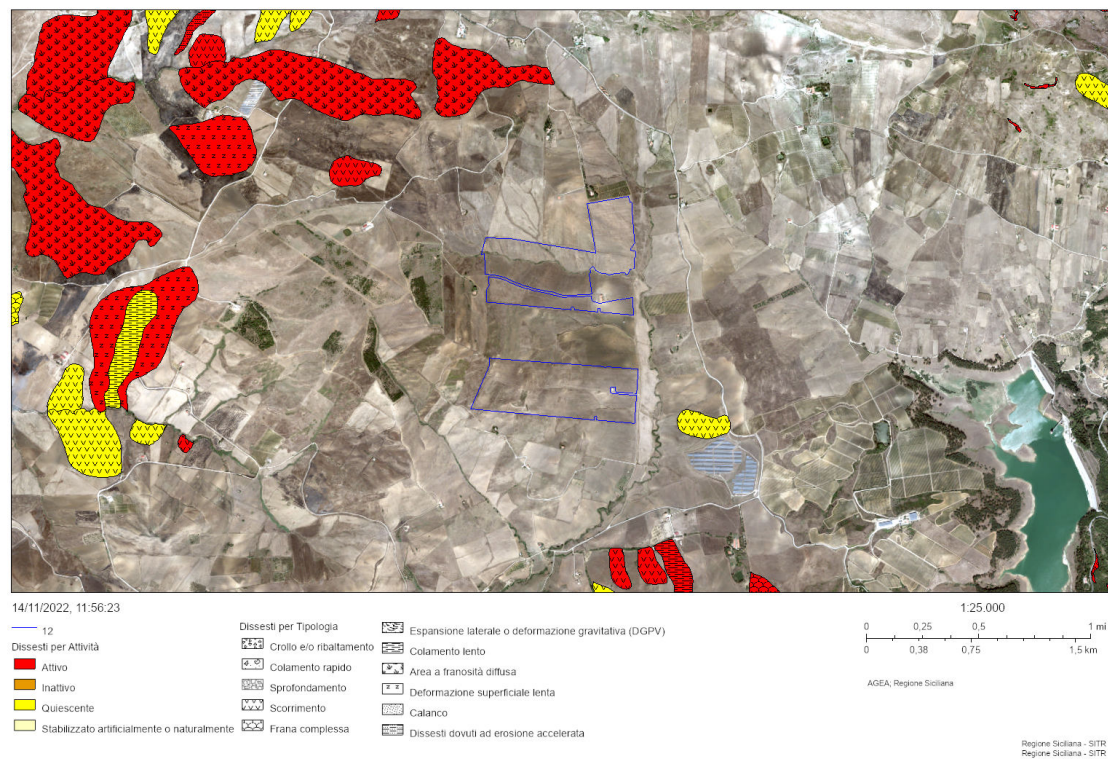 14/11/2022, 11:56:23
12
Dissesti per Attività
Attivo
Inattivo
Quiescente
Stabilizzato artificialmente o naturalmente
Dissesti per Tipologia
Crollo e/o ribaltamento
Colamento rapido
Sprofondamento
Scorrimento
Frana complessa
Espansione laterale o deformazione gravitativa (DGPV)
Colamento lento
Area a franosità diffusa
Deformazione superficiale lenta
Calanco
Dissesti dovuti ad erosione accelerata
1:25.000
0 0,25 0,5 1 mi
0 0,38 0,75 1,5 km
AGEA; Regione Siciliana
Regione Siciliana - SITR
Regione Siciliana - SITR